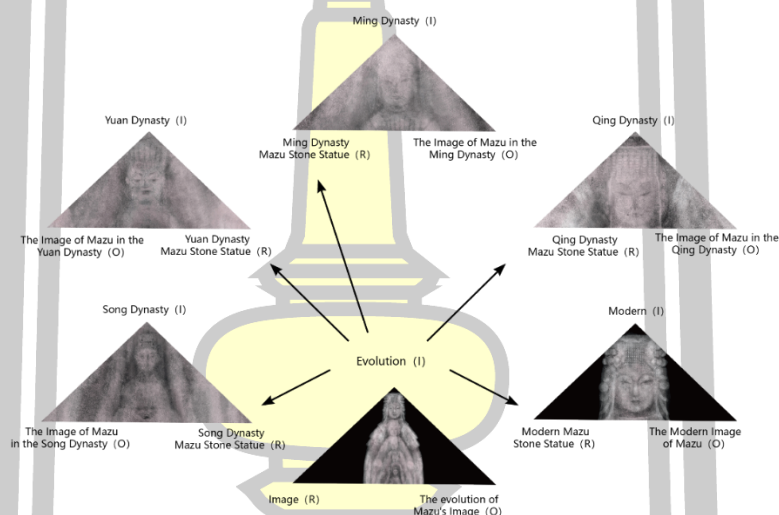 Ming Dynasty (I)
Ming Dynasty
Mazu Stone Statue (R)
The Image of Mazu in the
Ming Dynasty (O)
Yuan Dynasty (I)
The Image of Mazu in the
Yuan Dynasty (O)
Yuan Dynasty
Mazu Stone Statue (R)
Qing Dynasty (I)
Qing Dynasty
Mazu Stone Statue (R)
The Image of Mazu in the
Qing Dynasty (O)
Song Dynasty (I)
The Image of Mazu
in the Song Dynasty (O)
Song Dynasty
Mazu Stone Statue (R)
Evolution (I)
Image (R)
The evolution of
Mazu's Image (O)
Modern (I)
Modern Mazu
Stone Statue (R)
The Modern Image
of Mazu (O)